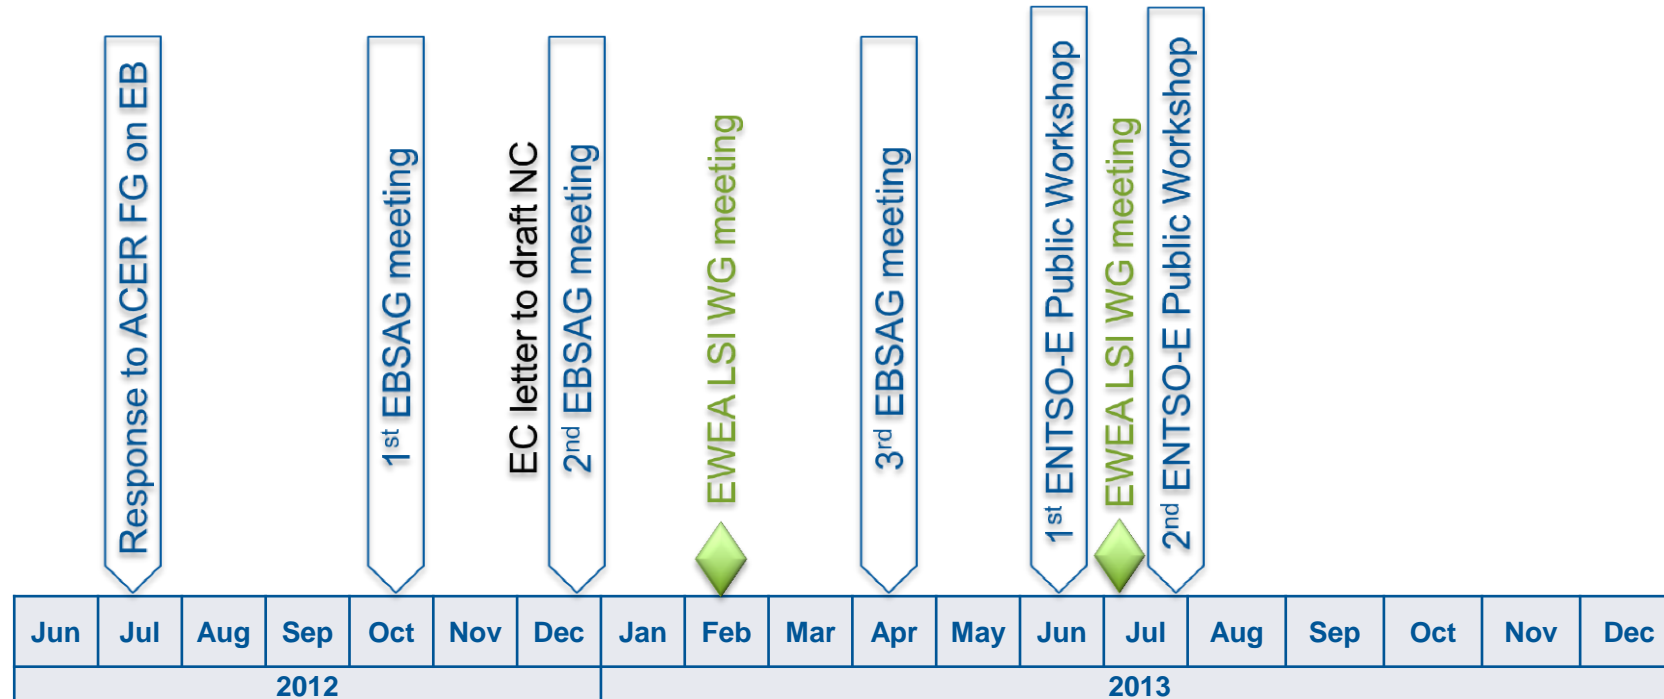 Response to ACER FG on EB
1st EBSAG meeting
EC letter to draft NC
2nd EBSAG meeting
EWEA LSI WG meeting
3rd EBSAG meeting
1st ENTSO-E Public Workshop
EWEA LSI WG meeting
2nd ENTSO-E Public Workshop
Jun Jul Aug Sep Oct Nov Dec Jan Feb Mar Apr May Jun Jul Aug Sep Oct Nov Dec
2012 2013